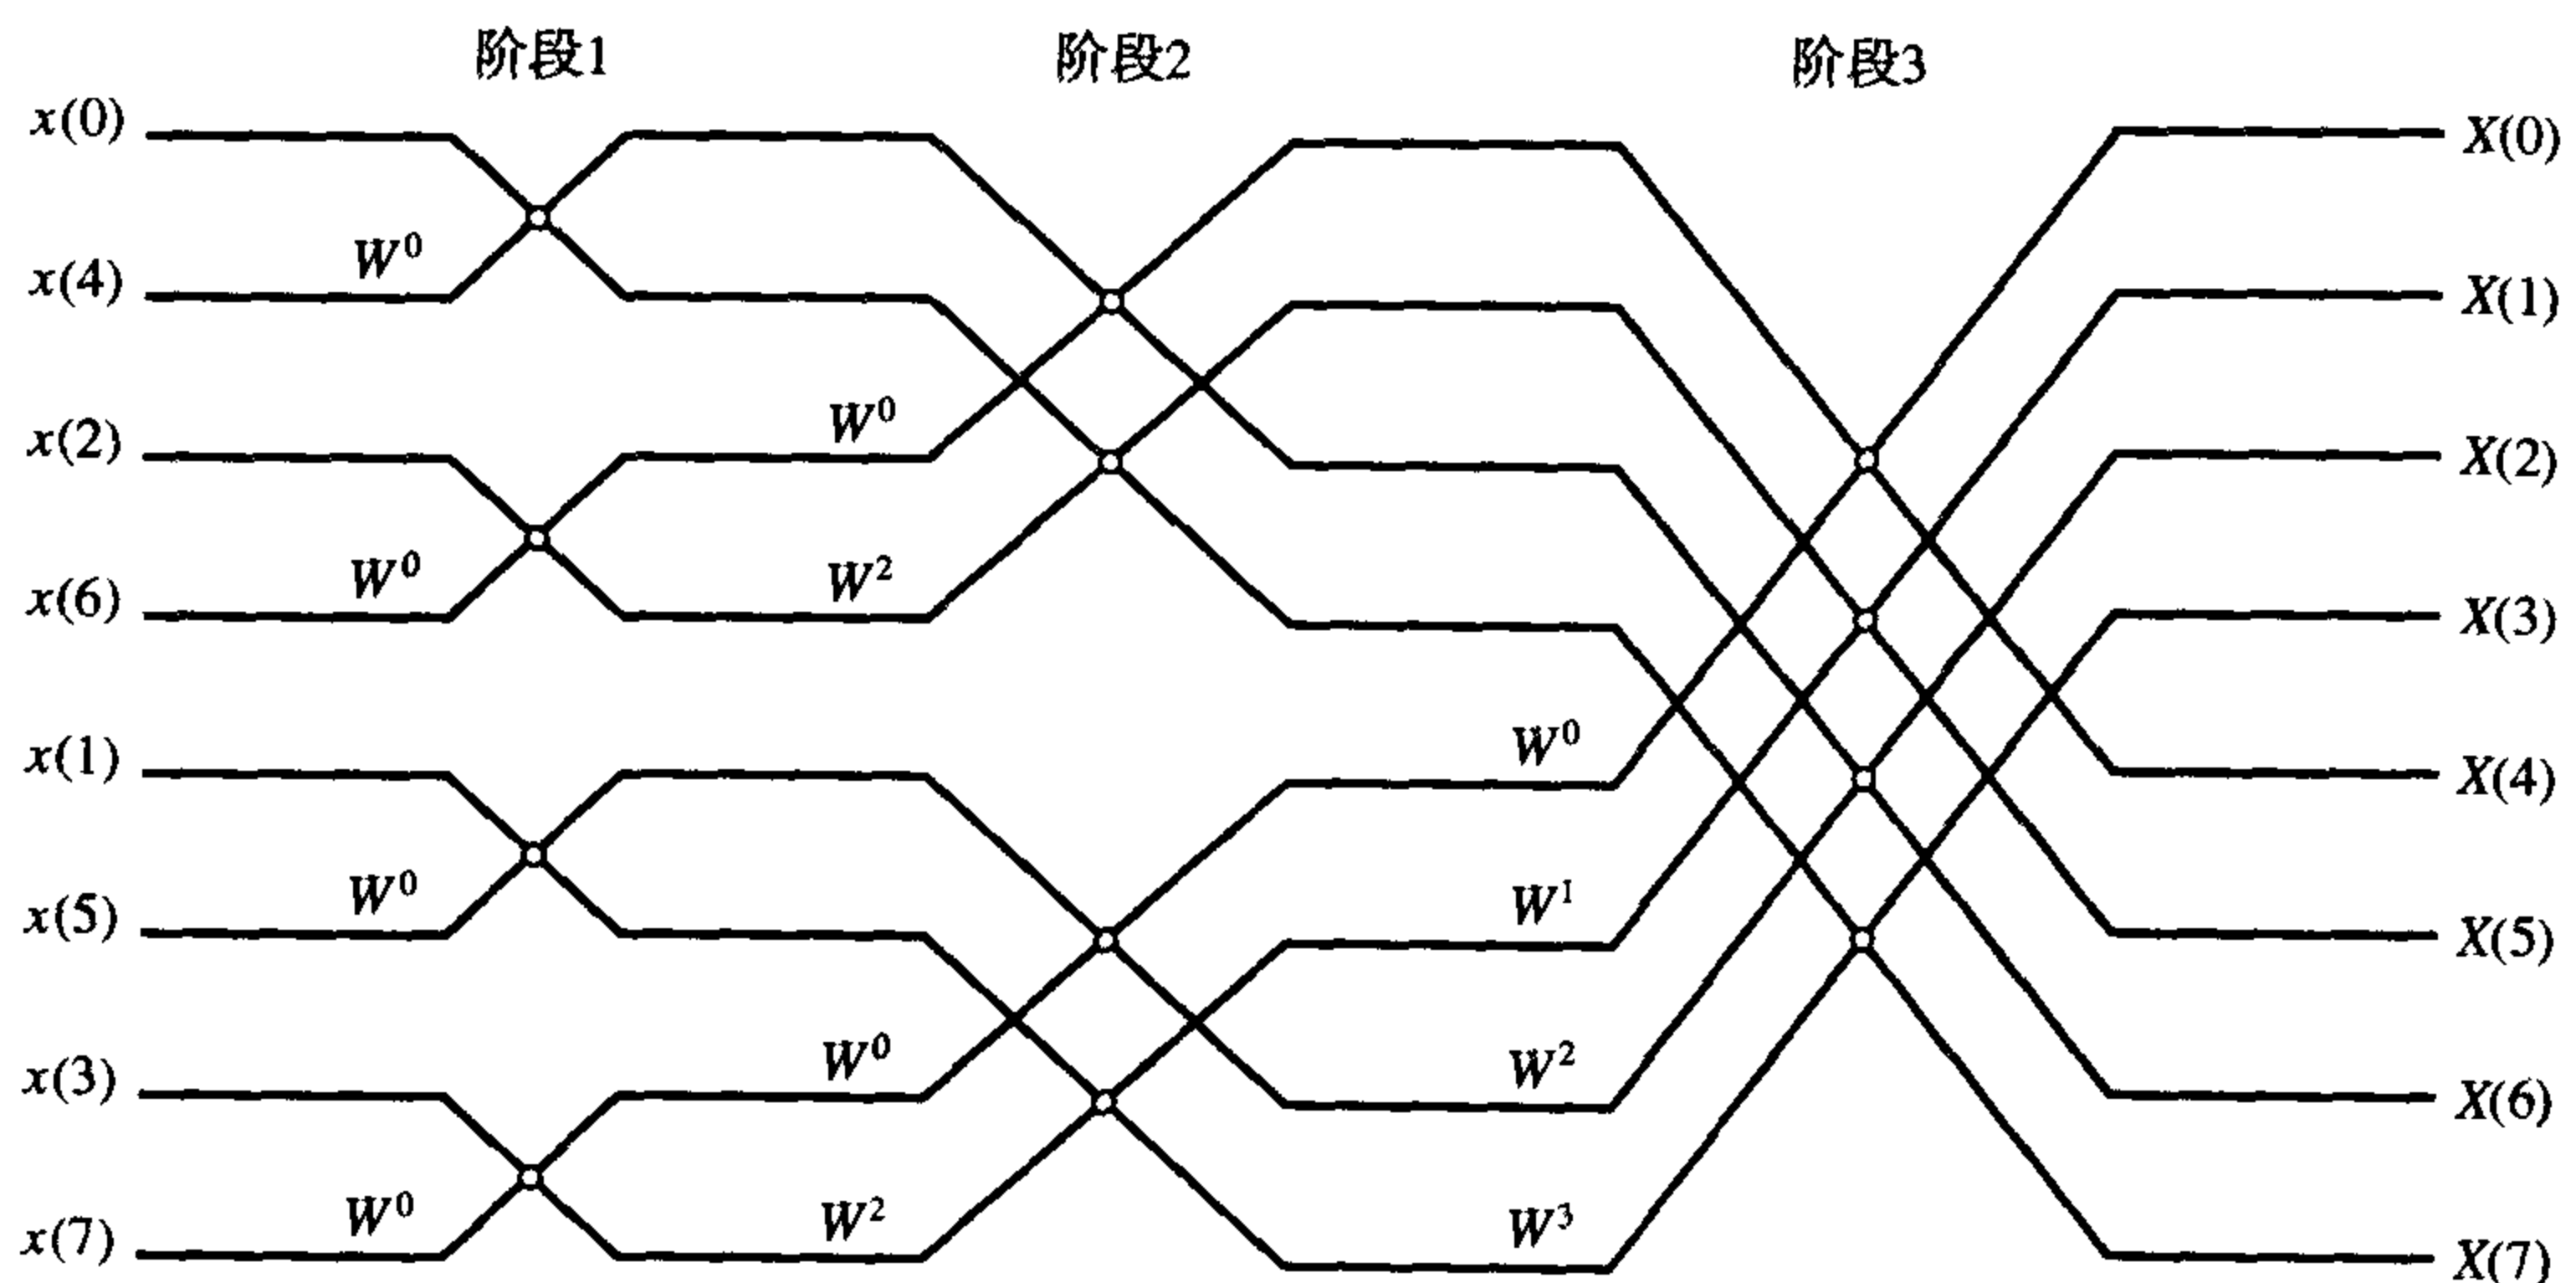 阶段1 阶段2 阶段3
x(0) X(0)
x(4) W⁰ X(1)
x(2) W⁰ X(2)
x(6) W⁰ W² X(3)
x(1) W⁰ X(4)
x(5) W⁰ W¹ X(5)
x(3) W⁰ W² X(6)
x(7) W⁰ W² W³ X(7)